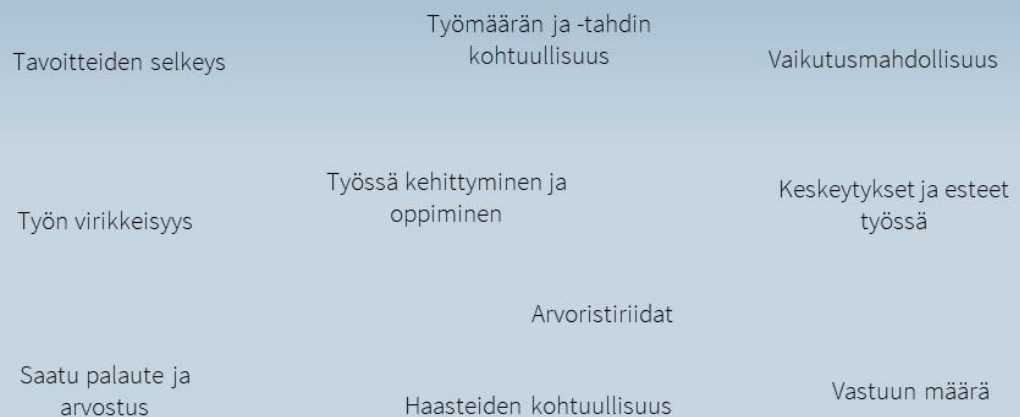 Tavoitteiden selkeys
Työmäärän ja -tahdin
kohtuullisuus
Vaikutusmahdollisuus
Työn virikkeisyys
Työssä kehittyminen ja
oppiminen
Keskeytykset ja esteet
työssä
Arvoristiriidat
Saatu palaute ja
arvostus
Haasteiden kohtuullisuus
Vastuun määrä